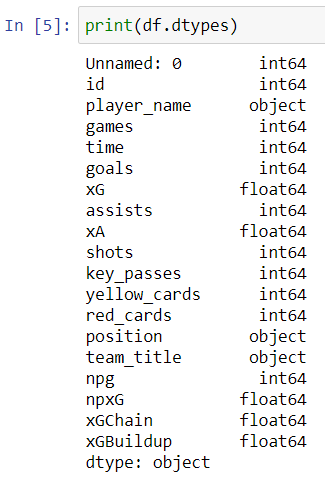 In [5]: print(df.dtypes)
Unnamed: 0 int64
id int64
player_name object
games int64
time int64
goals int64
xG float64
assists int64
xA float64
shots int64
key_passes int64
yellow_cards int64
red_cards int64
position object
team_title object
npg int64
npxG float64
xGChain float64
xGBuildup float64
dtype: object